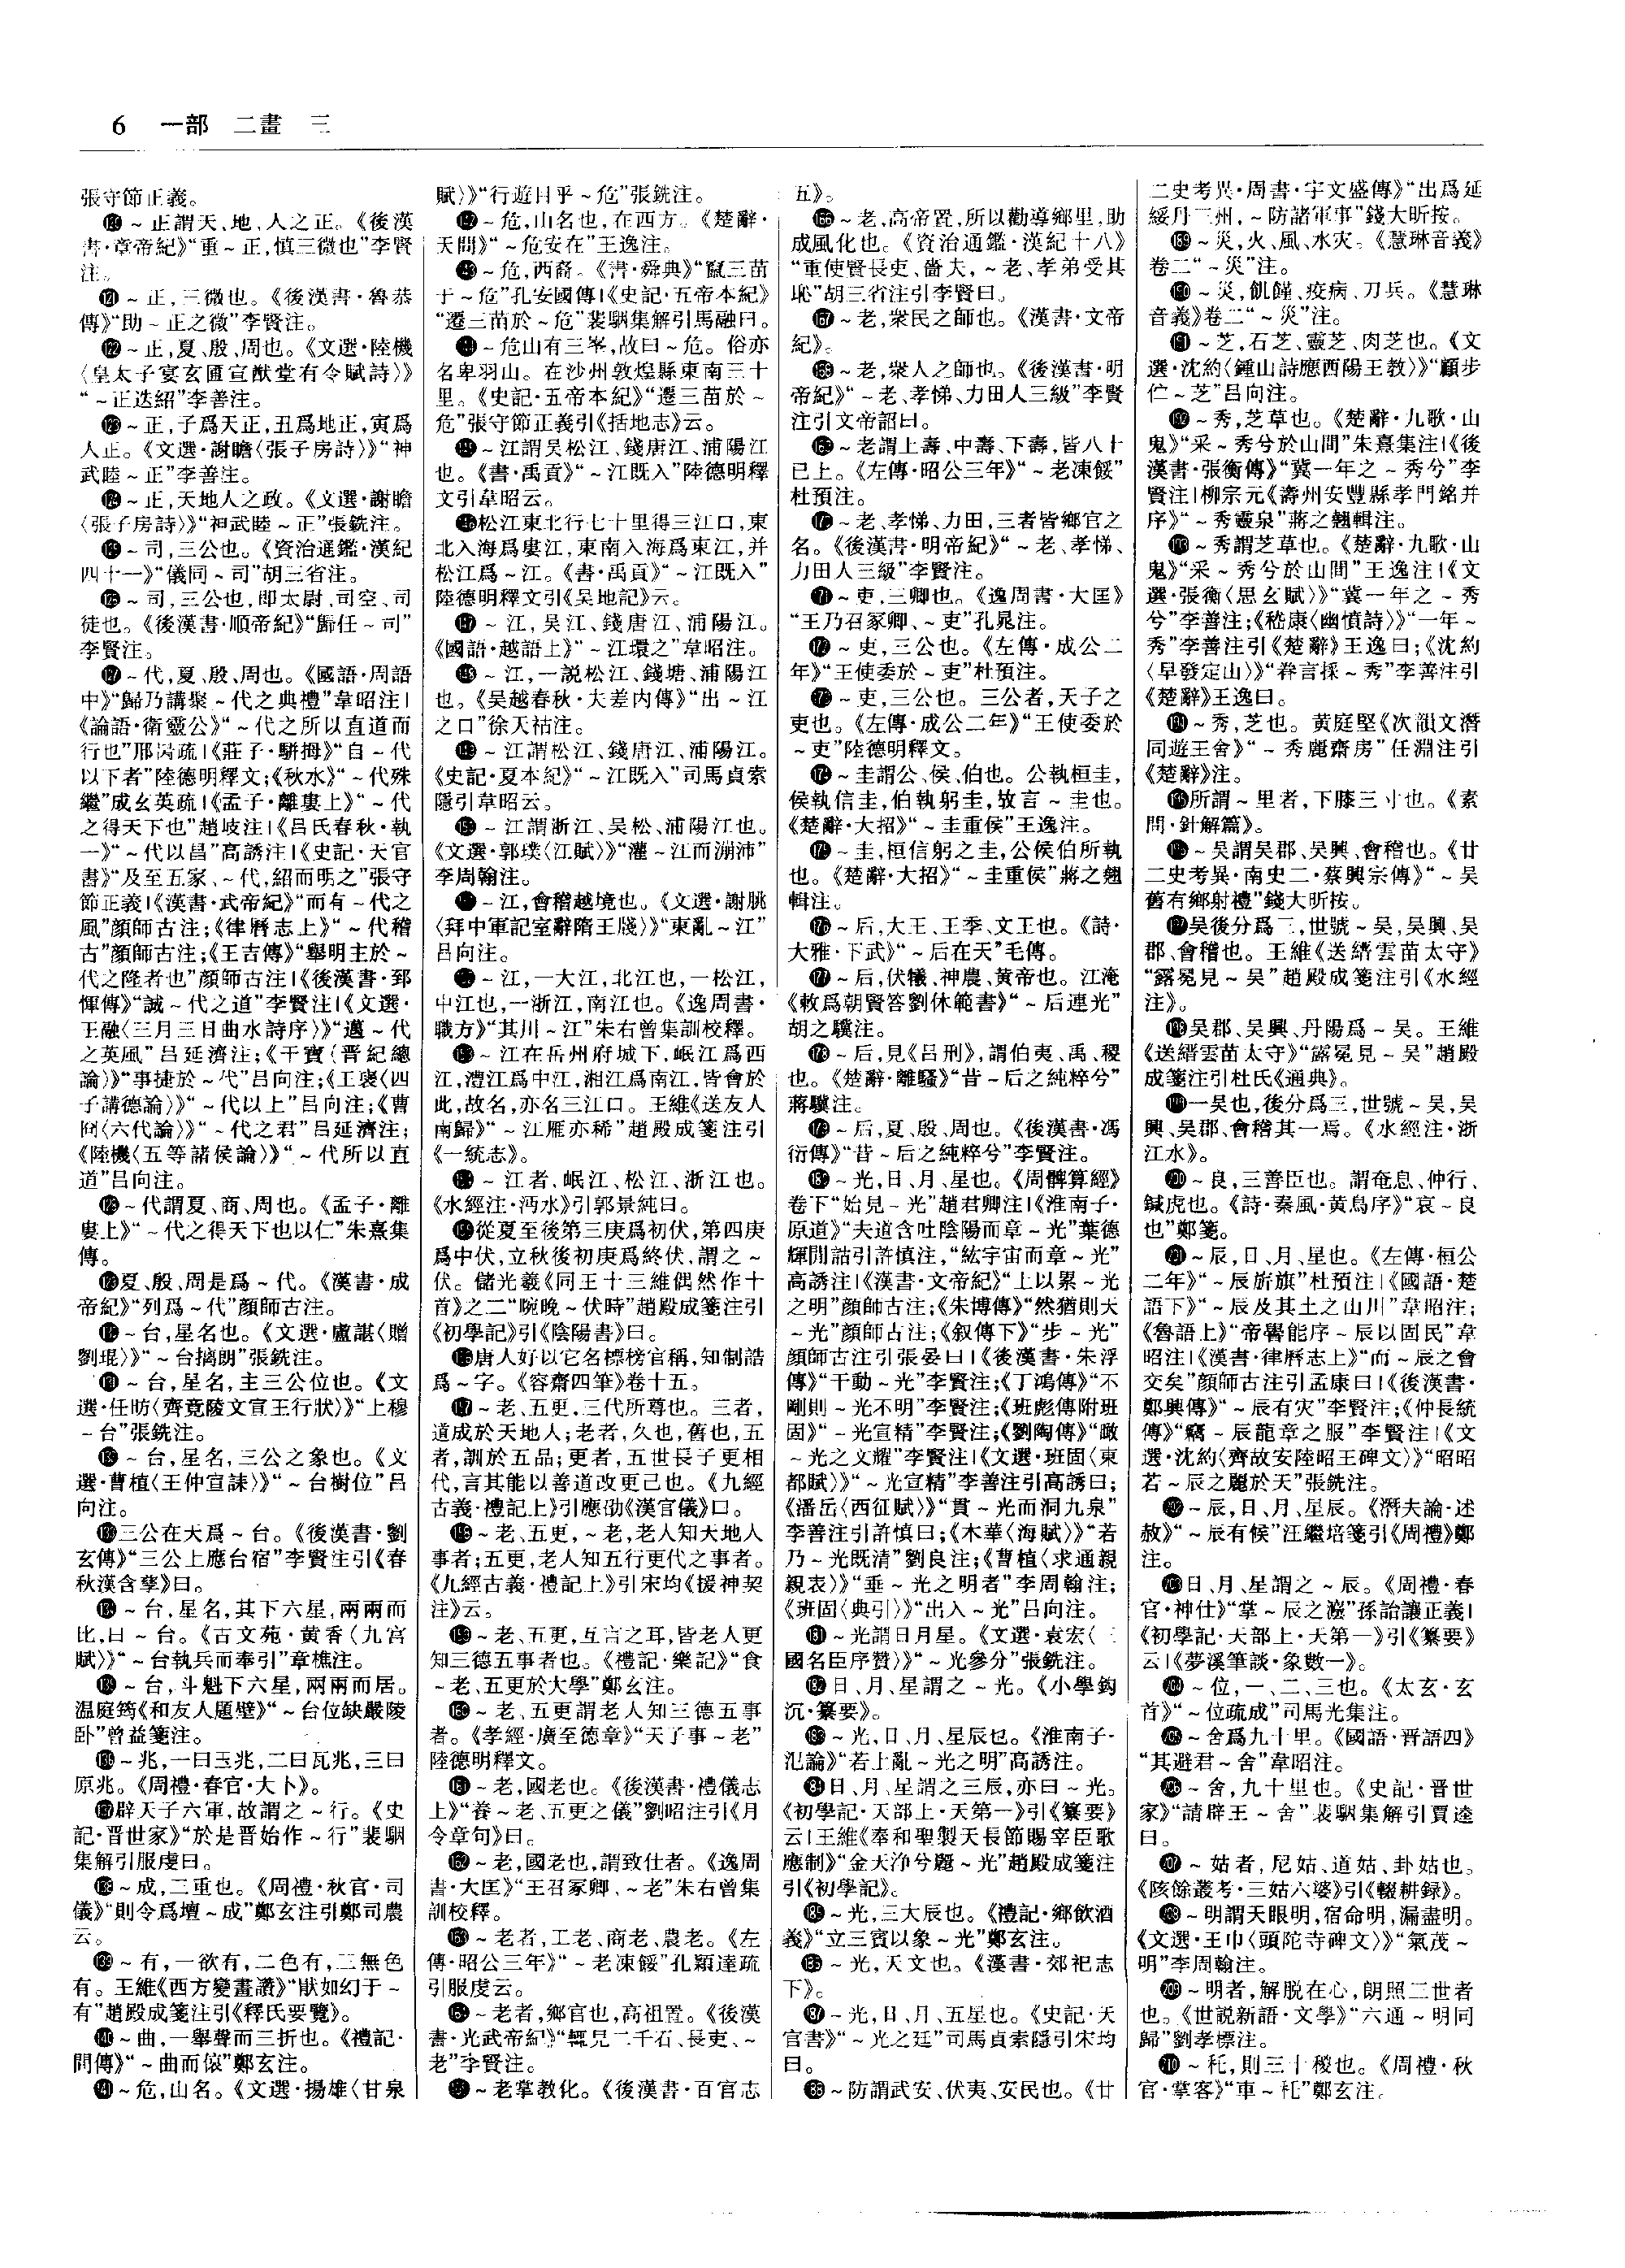 6 一部 二畫 三
張守節正義。
⓬⓿～正謂天、地、人之正。《後漢
書·章帝紀》“重～正,慎三微也”李賢
注。
～正,三微也。《後漢書·魯恭
傳》“助～正之微”李賢注。
～正,夏、殷、周也。《文選·陸機
〈皇太子宴玄圃宣猷堂有令賦詩〉》
“～正迭紹”李善注。
～正,子爲天正,丑爲地正,寅爲
人正。《文選·謝瞻〈張子房詩〉》“神
武睦～正”李善注。
～正,天地人之政。《文選·謝瞻
〈張子房詩〉》“神武睦～正”張銑注。
～司,三公也。《資治通鑑·漢紀
四十一》“儀同～司”胡三省注。
～司,三公也,即太尉、司空、司
徒也。《後漢書·順帝紀》“歸任～司”
李賢注。
～代,夏、殷、周也。《國語·周語
中》“歸乃講聚～代之典禮”韋昭注|
《論語·衛靈公》“～代之所以直道而
行也”邢昺疏|《莊子·駢拇》“自～代
以下者”陸德明釋文;《秋水》“～代殊
繼”成玄英疏|《孟子·離婁上》“～代
之得天下也”趙岐注|《吕氏春秋·執
一》“～代以昌”高誘注|《史記·天官
書》“及至五家、～代,紹而明之”張守
節正義|《漢書·武帝紀》“而有～代之
風”顏師古注;《律曆志上》“～代稽
古”顏師古注;《王吉傳》“舉明主於～
代之隆者也”顏師古注|《後漢書·郅
惲傳》“誠～代之道”李賢注|《文選·
王融〈三月三日曲水詩序〉》“邁～代
之英風”吕延濟注;《干寶〈晋紀總
論〉》“事捷於～代”吕向注;《王褒〈四
子講德論〉》“～代以上”吕向注;《曹
冏〈六代論〉》“～代之君”吕延濟注;
《陸機〈五等諸侯論〉》“～代所以直
道”吕向注。
～代謂夏、商、周也。《孟子·離
婁上》“～代之得天下也以仁”朱熹集
傳。
夏、殷、周是爲～代。《漢書·成
帝紀》“列爲～代”顏師古注。
～台,星名也。《文選·盧諶〈贈
劉琨〉》“～台摛朗”張銑注。
～台,星名,主三公位也。《文
選·任昉〈齊竟陵文宣王行狀〉》“上穆
～台”張銑注。
～台,星名,三公之象也。《文
選·曹植〈王仲宣誄〉》“～台樹位”吕
向注。
三公在天爲～台。《後漢書·劉
玄傳》“三公上應台宿”李賢注引《春
秋漢含孳》曰。
～台,星名,其下六星,兩兩而
比,曰～台。《古文苑·黄香〈九宫
賦〉》“～台執兵而奉引”章樵注。
～台,斗魁下六星,兩兩而居。
温庭筠《和友人題壁》“～台位缺嚴陵
卧”曾益箋注。
～兆,一曰玉兆,二曰瓦兆,三曰
原兆。《周禮·春官·大卜》。
辟天子六軍,故謂之～行。《史
記·晋世家》“於是晋始作～行”裴駰
集解引服虔曰。
～成,三重也。《周禮·秋官·司
儀》“則令爲壇～成”鄭玄注引鄭司農
云。
～有,一欲有,二色有,三無色
有。王維《西方變畫讚》“猷如幻于～
有”趙殿成箋注引《釋氏要覽》。
～曲,一舉聲而三折也。《禮記·
間傳》“～曲而偯”鄭玄注。
～危,山名。《文選·揚雄〈甘泉
賦〉》“行遊目乎～危”張銑注。
～危,山名也,在西方。《楚辭·
天問》“～危安在”王逸注。
～危,西裔。《書·舜典》“竄三苗
于～危”孔安國傳|《史記·五帝本紀》
“遷三苗於～危”裴駰集解引馬融曰。
～危山有三峯,故曰～危。俗亦
名卑羽山。在沙州敦煌縣東南三十
里。《史記·五帝本紀》“遷三苗於～
危”張守節正義引《括地志》云。
～江謂吴松江、錢唐江、浦陽江
也。《書·禹貢》“～江既入”陸德明釋
文引韋昭云。
松江東北行七十里得三江口,東
北入海爲婁江,東南入海爲東江,并
松江爲～江。《書·禹貢》“～江既入”
陸德明釋文引《吴地記》云。
～江,吴江、錢唐江、浦陽江。
《國語·越語上》“～江環之”韋昭注。
～江,一説松江、錢塘、浦陽江
也。《吴越春秋·夫差内傳》“出～江
之口”徐天祜注。
～江謂松江、錢唐江、浦陽江。
《史記·夏本紀》“～江既入”司馬貞索
隱引韋昭云。
～江謂浙江、吴松、浦陽江也。
《文選·郭璞〈江賦〉》“灌～江而漰沛”
李周翰注。
～江,會稽越境也。《文選·謝朓
〈拜中軍記室辭隋王牋〉》“東亂～江”
吕向注。
～江,一大江,北江也,一松江,
中江也,一浙江,南江也。《逸周書·
職方》“其川～江”朱右曾集訓校釋。
～江在岳州府城下,岷江爲西
江,澧江爲中江,湘江爲南江,皆會於
此,故名,亦名三江口。王維《送友人
南歸》“～江雁亦稀”趙殿成箋注引
《一統志》。
～江者,岷江、松江、浙江也。
《水經注·沔水》引郭景純曰。
從夏至後第三庚爲初伏,第四庚
爲中伏,立秋後初庚爲終伏,謂之～
伏。儲光羲《同王十三維偶然作十
首》之二“晼晚～伏時”趙殿成箋注引
《初學記》引《陰陽書》曰。
唐人好以它名標榜官稱,知制誥
爲～字。《容齋四筆》卷十五。
～老、五更,三代所尊也。三者,
道成於天地人;老者,久也,舊也,五
者,訓於五品;更者,五世長子更相
代,言其能以善道改更己也。《九經
古義·禮記上》引應劭《漢官儀》曰。
～老、五更,～老,老人知天地人
事者;五更,老人知五行更代之事者。
《九經古義·禮記上》引宋均《援神契
注》云。
～老、五更,互言之耳,皆老人更
知三德五事者也。《禮記·樂記》“食
～老、五更於大學”鄭玄注。
～老、五更謂老人知三德五事
者。《孝經·廣至德章》“天子事～老”
陸德明釋文。
～老,國老也。《後漢書·禮儀志
上》“養～老、五更之儀”劉昭注引《月
令章句》曰。
～老,國老也,謂致仕者。《逸周
書·大匡》“王召冢卿、～老”朱右曾集
訓校釋。
～老者,工老、商老、農老。《左
傳·昭公三年》“～老凍餒”孔穎達疏
引服虔云。
～老者,鄉官也,高祖置。《後漢
書·光武帝紀》“輒見二千石、長吏、～
老”李賢注。
～老掌教化。《後漢書·百官志
五》。
～老,高帝置,所以勸導鄉里,助
成風化也。《資治通鑑·漢紀十八》
“重使賢長吏、嗇夫,～老、孝弟受其
恥”胡三省注引李賢曰。
～老,衆民之師也。《漢書·文帝
紀》。
～老,衆人之師也。《後漢書·明
帝紀》“～老、孝悌、力田人三級”李賢
注引文帝詔曰。
～老謂上壽、中壽、下壽,皆八十
已上。《左傳·昭公三年》“～老凍餒”
杜預注。
～老、孝悌、力田,三者皆鄉官之
名。《後漢書·明帝紀》“～老、孝悌、
力田人三級”李賢注。
～吏,三卿也。《逸周書·大匡》
“王乃召冢卿、～吏”孔晁注。
～吏,三公也。《左傳·成公二
年》“王使委於～吏”杜預注。
～吏,三公也。三公者,天子之
吏也。《左傳·成公二年》“王使委於
～吏”陸德明釋文。
～圭謂公、侯、伯也。公執桓圭,
侯執信圭,伯執躬圭,故言～圭也。
《楚辭·大招》“～圭重侯”王逸注。
～圭,桓信躬之圭,公侯伯所執
也。《楚辭·大招》“～圭重侯”蔣之翹
輯注。
～后,大王、王季、文王也。《詩·
大雅·下武》“～后在天”毛傳。
～后,伏犧、神農、黄帝也。江淹
《敕爲朝賢答劉休範書》“～后連光”
胡之驥注。
～后,見《吕刑》,謂伯夷、禹、稷
也。《楚辭·離騷》“昔～后之純粹兮”
蔣驥注。
～后,夏、殷、周也。《後漢書·馮
衍傳》“昔～后之純粹兮”李賢注。
～光,日、月、星也。《周髀算經》
卷下“始見～光”趙君卿注|《淮南子·
原道》“夫道含吐陰陽而章～光”葉德
輝閒詁引許慎注,“紘宇宙而章～光”
高誘注|《漢書·文帝紀》“上以累～光
之明”顏師古注;《朱博傳》“然猶則天
～光”顏師古注;《叙傳下》“步～光”
顏師古注引張晏曰|《後漢書·朱浮
傳》“干動～光”李賢注;《丁鴻傳》“不
剛則～光不明”李賢注;《班彪傳附班
固》“～光宣精”李賢注;《劉陶傳》“瞰
～光之文耀”李賢注|《文選·班固〈東
都賦〉》“～光宣精”李善注引高誘曰;
《潘岳〈西征賦〉》“貫～光而洞九泉”
李善注引許慎曰;《木華〈海賦〉》“若
乃～光既清”劉良注;《曹植〈求通親
親表〉》“垂～光之明者”李周翰注;
《班固〈典引〉》“出入～光”吕向注。
～光謂日月星。《文選·袁宏〈三
國名臣序贊〉》“～光參分”張銑注。
日、月、星謂之～光。《小學鈎
沉·纂要》。
～光,日、月、星辰也。《淮南子·
氾論》“若上亂～光之明”高誘注。
日、月、星謂之三辰,亦曰～光。
《初學記·天部上·天第一》引《纂要》
云|王維《奉和聖製天長節賜宰臣歌
應制》“金天浄兮麗～光”趙殿成箋注
引《初學記》。
～光,三大辰也。《禮記·鄉飲酒
義》“立三賓以象～光”鄭玄注。
～光,天文也。《漢書·郊祀志
下》。
～光,日、月、五星也。《史記·天
官書》“～光之廷”司馬貞索隱引宋均
曰。
～防謂武安、伏夷、安民也。《廿
二史考異·周書·宇文盛傳》“出爲延
綏丹三州,～防諸軍事”錢大昕按。
～災,火、風、水灾。《慧琳音義》
卷二“～災”注。
～災,飢饉、疫病、刀兵。《慧琳
音義》卷二“～災”注。
～芝,石芝、靈芝、肉芝也。《文
選·沈約〈鍾山詩應西陽王教〉》“顧步
伫～芝”吕向注。
～秀,芝草也。《楚辭·九歌·山
鬼》“采～秀兮於山間”朱熹集注|《後
漢書·張衡傳》“冀一年之～秀兮”李
賢注|柳宗元《壽州安豐縣孝門銘并
序》“～秀靈泉”蔣之翹輯注。
～秀謂芝草也。《楚辭·九歌·山
鬼》“采～秀兮於山間”王逸注|《文
選·張衡〈思玄賦〉》“冀一年之～秀
兮”李善注;《嵇康〈幽憤詩〉》“一年～
秀”李善注引《楚辭》王逸曰;《沈約
〈早發定山〉》“眷言採～秀”李善注引
《楚辭》王逸曰。
～秀,芝也。黄庭堅《次韻文潛
同遊王舍》“～秀麗齋房”任淵注引
《楚辭》注。
所謂～里者,下膝三寸也。《素
問·針解篇》。
～吴謂吴郡、吴興、會稽也。《廿
二史考異·南史二·蔡興宗傳》“～吴
舊有鄉射禮”錢大昕按。
吴後分爲三,世號～吴,吴興、吴
郡、會稽也。王維《送縉雲苗太守》
“露冕見～吴”趙殿成箋注引《水經
注》。
吴郡、吴興、丹陽爲～吴。王維
《送縉雲苗太守》“露冕見～吴”趙殿
成箋注引杜氏《通典》。
一吴也,後分爲三,世號～吴,吴
興、吴郡、會稽其一焉。《水經注·浙
江水》。
～良,三善臣也。謂奄息、仲行、
鍼虎也。《詩·秦風·黄鳥序》“哀～良
也”鄭箋。
～辰,日、月、星也。《左傳·桓公
二年》“～辰旂旗”杜預注|《國語·楚
語下》“～辰及其土之山川”韋昭注;
《魯語上》“帝嚳能序～辰以固民”韋
昭注|《漢書·律曆志上》“而～辰之會
交矣”顏師古注引孟康曰|《後漢書·
鄭興傳》“～辰有灾”李賢注;《仲長統
傳》“竊～辰龍章之服”李賢注|《文
選·沈約〈齊故安陸昭王碑文〉》“昭昭
若～辰之麗於天”張銑注。
～辰,日、月、星辰。《潛夫論·述
赦》“～辰有候”汪繼培箋引《周禮》鄭
注。
日、月、星謂之～辰。《周禮·春
官·神仕》“掌～辰之灋”孫詒讓正義|
《初學記·天部上·天第一》引《纂要》
云|《夢溪筆談·象數一》。
～位,一、二、三也。《太玄·玄
首》“～位疏成”司馬光集注。
～舍爲九十里。《國語·晋語四》
“其避君～舍”韋昭注。
～舍,九十里也。《史記·晋世
家》“請辟王～舍”裴駰集解引賈逵
曰。
～姑者,尼姑、道姑、卦姑也。
《陔餘叢考·三姑六婆》引《輟耕録》。
～明謂天眼明,宿命明,漏盡明。
《文選·王巾〈頭陀寺碑文〉》“氣茂～
明”李周翰注。
～明者,解脱在心,朗照三世者
也。《世説新語·文學》“六通～明同
歸”劉孝標注。
～秅,則三十稯也。《周禮·秋
官·掌客》“車～秅”鄭玄注。